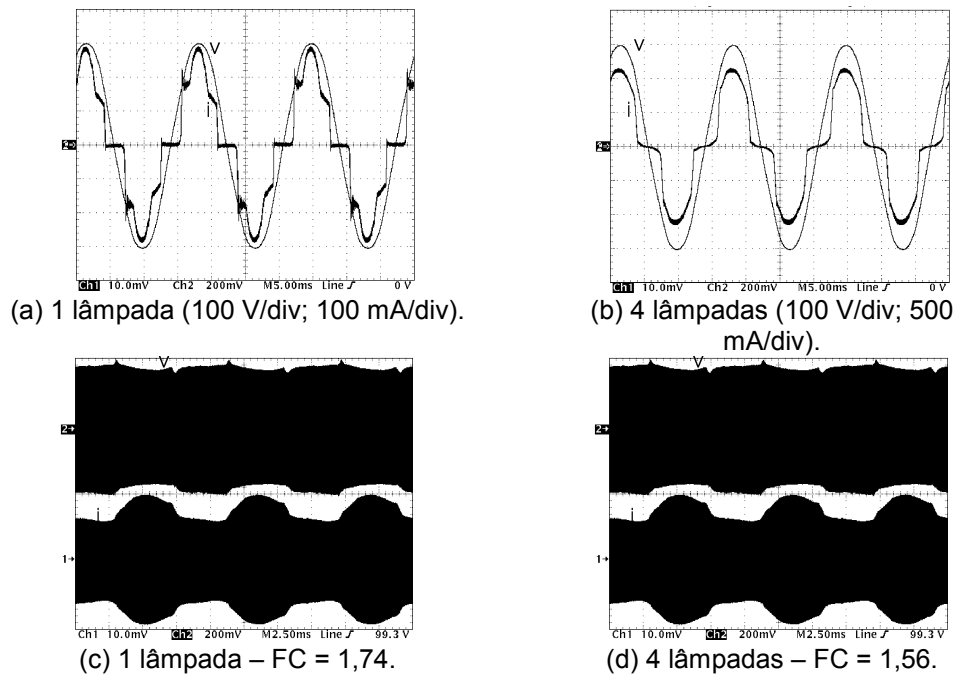 V
i
2→
Ch1 10.0mV Ch2 200mV M5.00ms Line ƒ 0 V
(a) 1 lâmpada (100 V/div; 100 mA/div).
V
i
2→
Ch1 10.0mV Ch2 200mV M5.00ms Line ƒ 0 V
(b) 4 lâmpadas (100 V/div; 500
mA/div).
V
2→
i
1→
Ch1 10.0mV Ch2 200mV M2.50ms Line ƒ 99.3 V
(c) 1 lâmpada – FC = 1,74.
V
2→
i
1→
Ch1 10.0mV Ch2 200mV M2.50ms Line ƒ 99.3 V
(d) 4 lâmpadas – FC = 1,56.